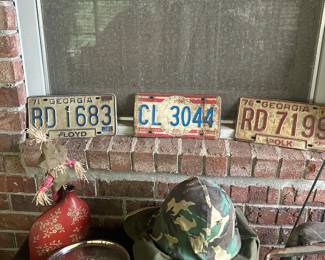 71 GEORGIA
RD 1683
FLOYD
CL 3044
76 GEORGIA
RD 7199
POLK